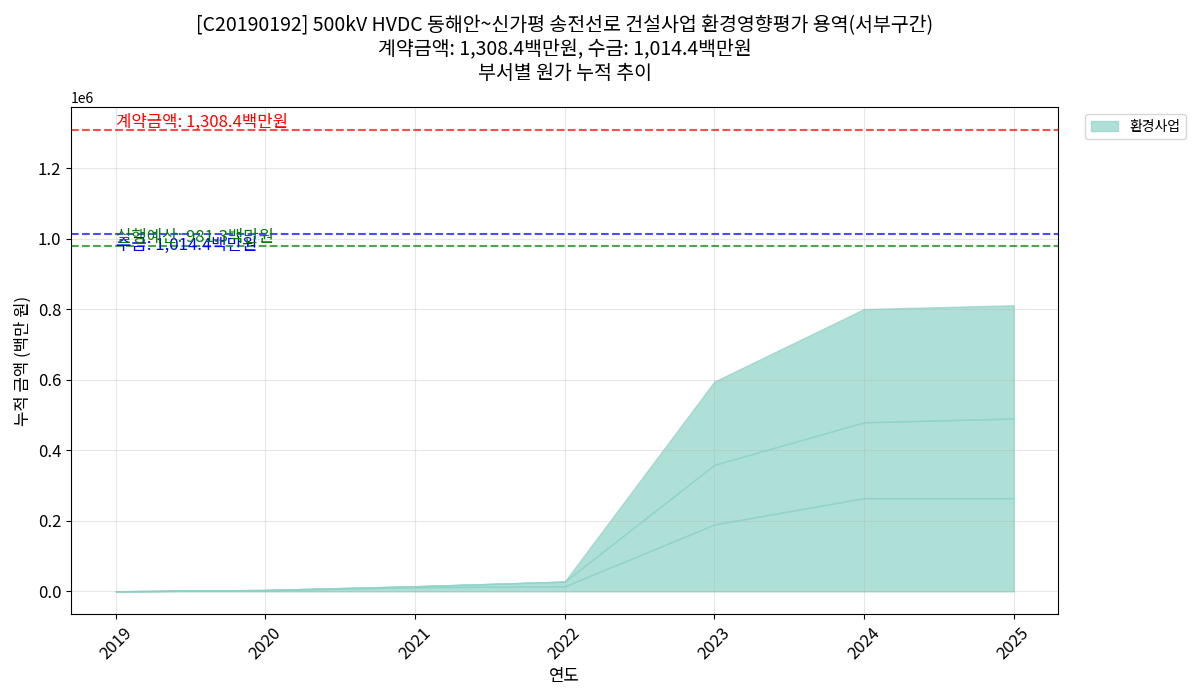 [C20190192] 500kV HVDC 동해안~신가평 송전선로 건설사업 환경영향평가 용역(서부구간)
계약금액: 1,308.4백만원, 수금: 1,014.4백만원
부서별 원가 누적 추이
1e6
계약금액: 1,308.4백만원
환경사업
1.2
실행예산: 981.3백만원
수금: 1,014.4백만원
1.0
0.8
0.6
0.4
0.2
0.0
누적 금액 (백만 원)
2019
2020
2021
2022
2023
2024
2025
연도